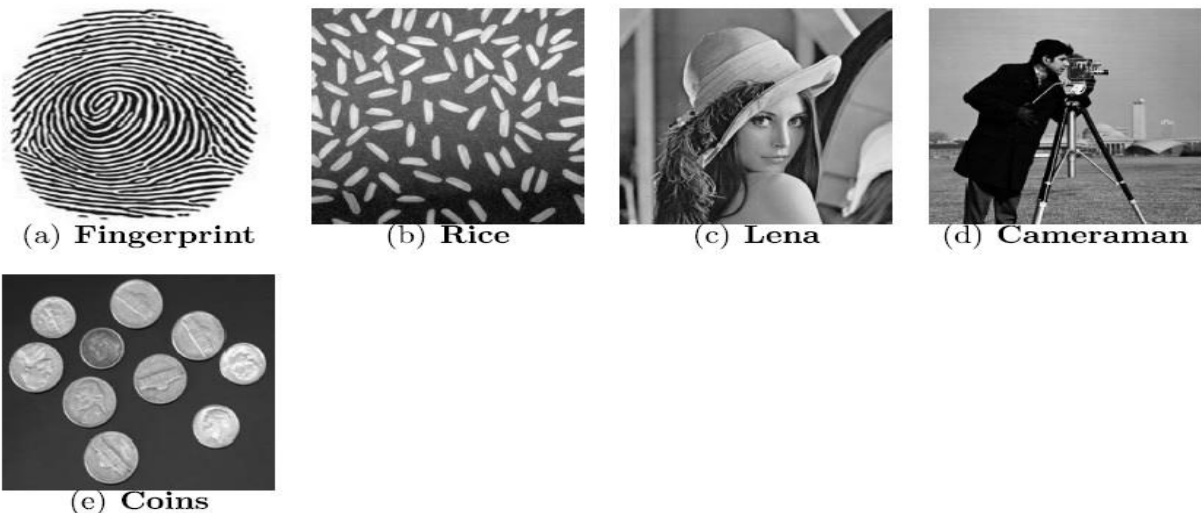 (a) Fingerprint
(b) Rice
(c) Lena
(d) Cameraman
(e) Coins